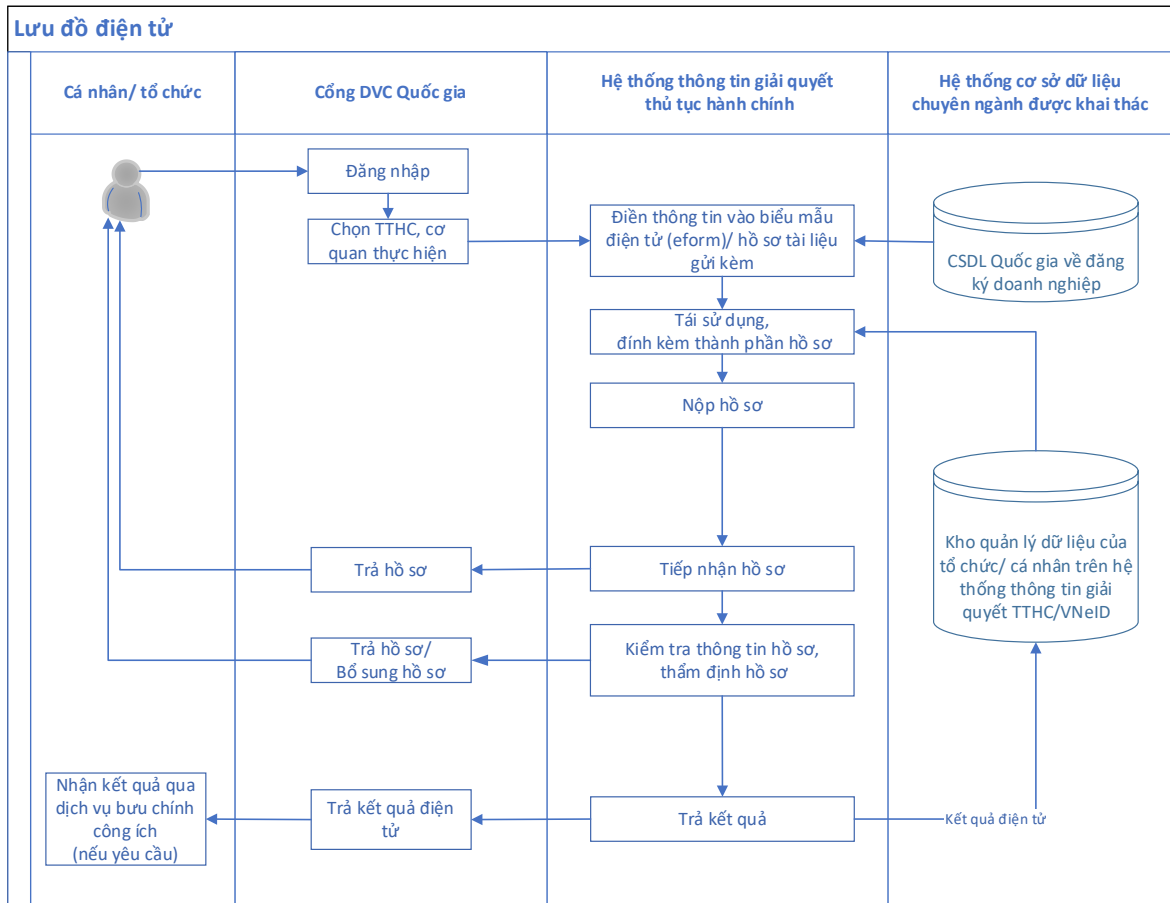 Lưu đồ điện tử
Cá nhân/ tổ chức
Cổng DVC Quốc gia
Hệ thống thông tin giải quyết
thủ tục hành chính
Hệ thống cơ sở dữ liệu
chuyên ngành được khai thác
Đăng nhập
Chọn TTHC, cơ
quan thực hiện
Điền thông tin vào biểu mẫu
điện tử (eform)/ hồ sơ tài liệu
gửi kèm
CSDL Quốc gia về đăng
ký doanh nghiệp
Tái sử dụng,
đính kèm thành phần hồ sơ
Nộp hồ sơ
Kho quản lý dữ liệu của
tổ chức/ cá nhân trên hệ
thống thông tin giải
quyết TTHC/VNeID
Trả hồ sơ
Tiếp nhận hồ sơ
Trả hồ sơ/
Bổ sung hồ sơ
Kiểm tra thông tin hồ sơ,
thẩm định hồ sơ
Nhận kết quả qua
dịch vụ bưu chính
công ích
(nếu yêu cầu)
Trả kết quả điện
tử
Trả kết quả
Kết quả điện tử